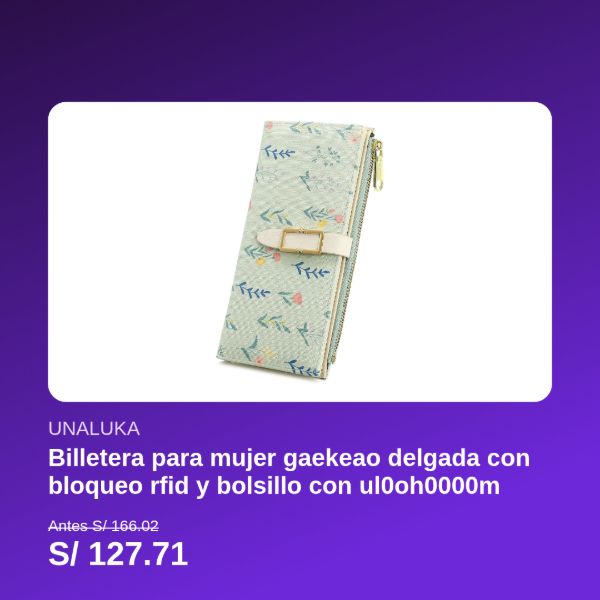 UNALUKA
Billetera para mujer gaekeao delgada con
bloqueo rfid y bolsillo con ul0oh0000m
Antes S/ 166.02
S/ 127.71